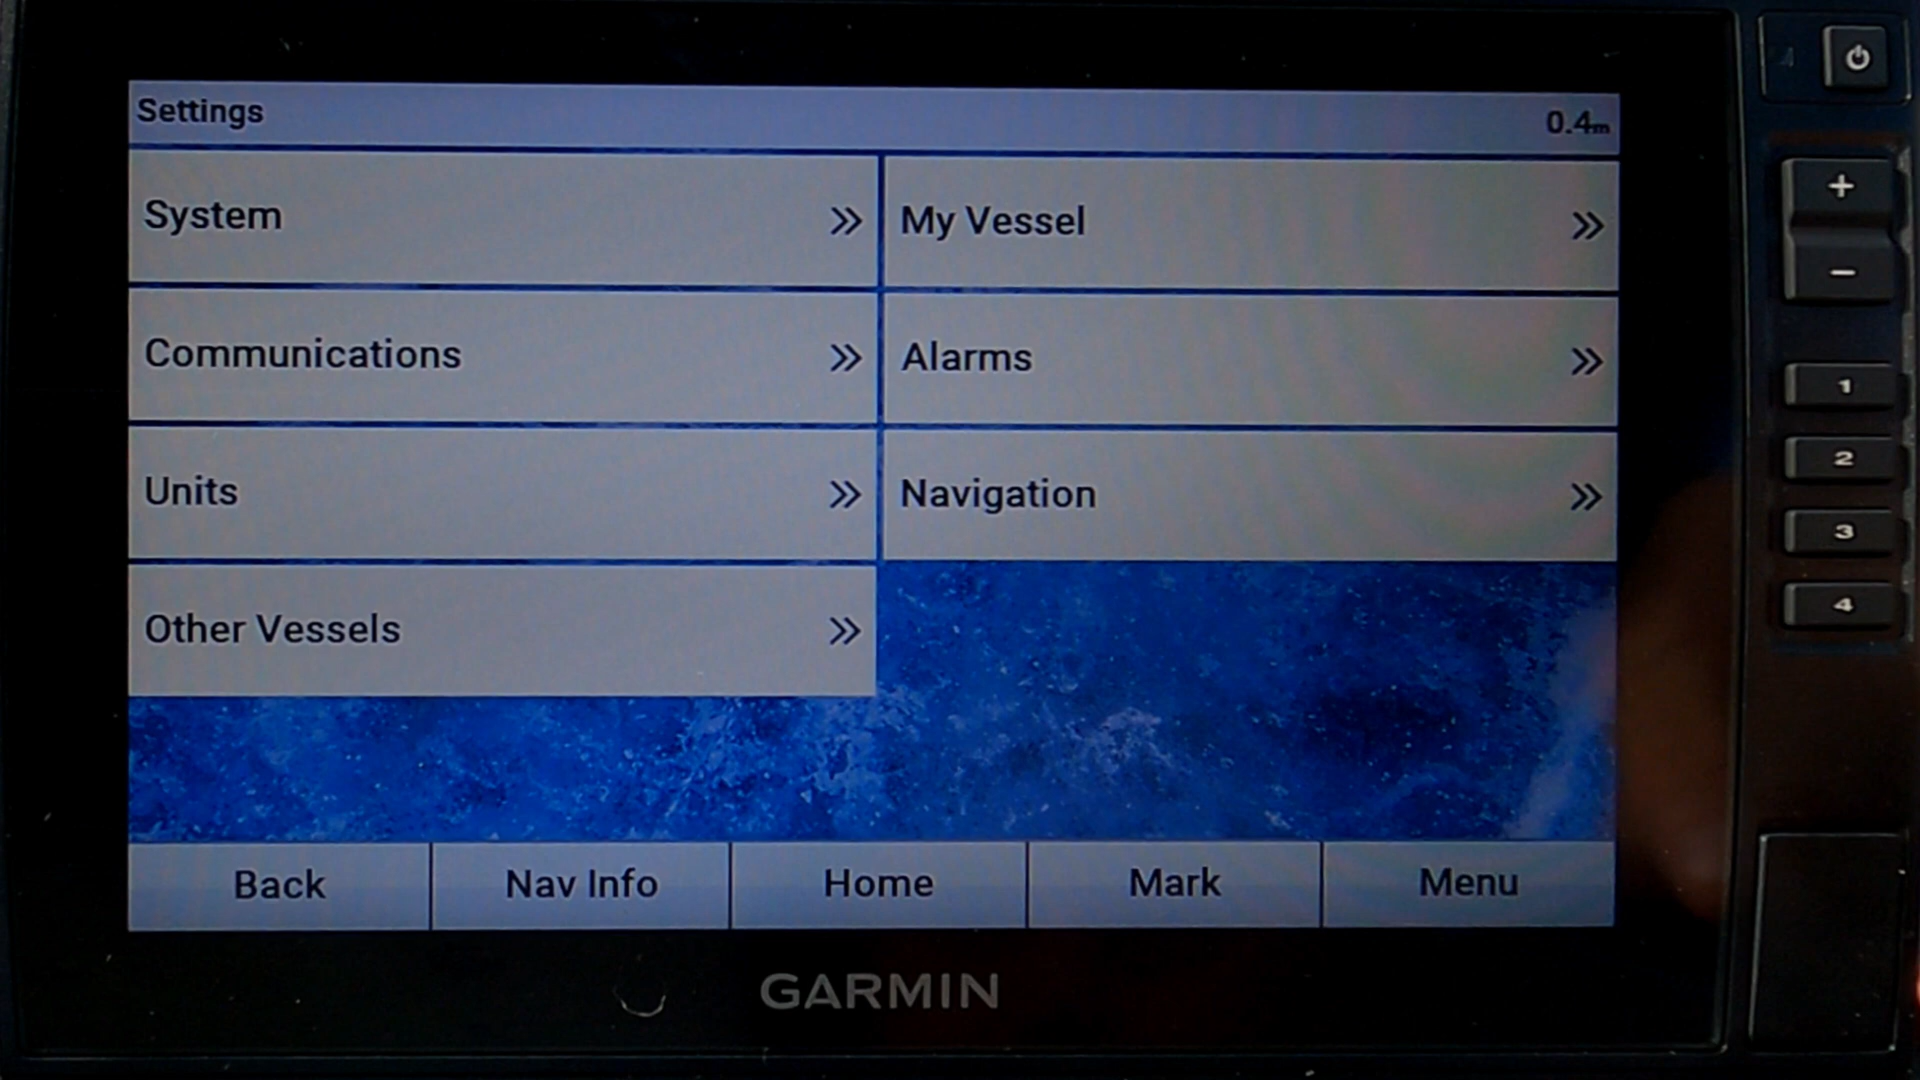 Settings
0.4m
System »
My Vessel »
Communications »
Alarms »
Units »
Navigation »
Other Vessels »
Back
Nav Info
Home
Mark
Menu
GARMIN
+
−
1
2
3
4